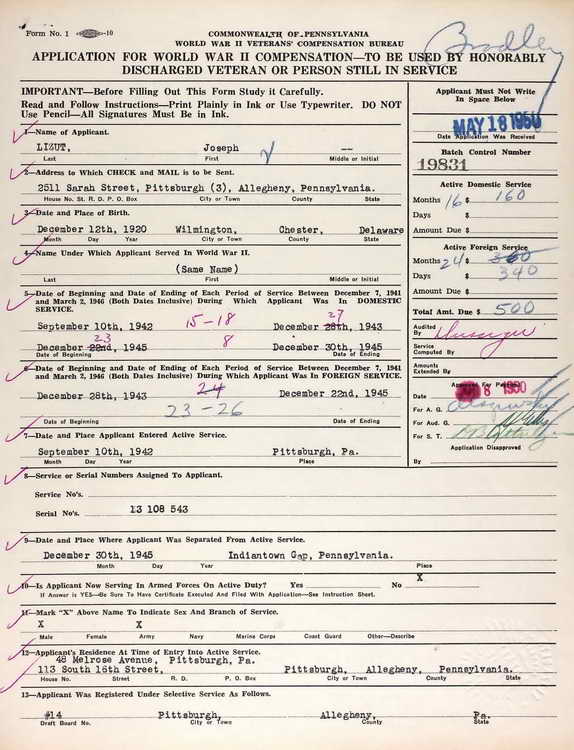 Form No. 1 -10
COMMONWEALTH OF PENNSYLVANIA
WORLD WAR II VETERANS' COMPENSATION BUREAU
Bradley
APPLICATION FOR WORLD WAR II COMPENSATION—TO BE USED BY HONORABLY
DISCHARGED VETERAN OR PERSON STILL IN SERVICE
IMPORTANT—Before Filling Out This Form Study it Carefully.
Read and Follow Instructions—Print Plainly in Ink or Use Typewriter. DO NOT
Use Pencil—All Signatures Must Be in Ink.
Applicant Must Not Write
In Space Below
MAY 18 1950
Date Application Was Received
Batch Control Number
19831
Active Domestic Service
Months 16 $ 160
Days $
Amount Due $
Active Foreign Service
Months 24 $ 360
Days $ 340
Amount Due $
Total Amt. Due $ 500
Audited
By
Service
Computed By
Amounts
Extended By
Approved For Payment
Date 8 1950
For A. G.
For Aud. G.
For S. T.
Application Disapproved
By
1—Name of Applicant.
LIZUT, Joseph --
Last First Middle or Initial
2—Address to Which CHECK and MAIL is to be Sent.
2511 Sarah Street, Pittsburgh (3), Allegheny, Pennsylvania.
House No. St. R. D. P. O. Box City or Town County State
3—Date and Place of Birth.
December 12th, 1920 Wilmington, Chester, Delaware
Month Day Year City or Town County State
4—Name Under Which Applicant Served In World War II.
(Same Name)
Last First Middle or Initial
5—Date of Beginning and Date of Ending of Each Period of Service Between December 7, 1941
and March 2, 1946 (Both Dates Inclusive) During Which Applicant Was In DOMESTIC
SERVICE.
27
September 10th, 1942 15-18 December 28th, 1943
23
December 22nd, 1945 8 December 30th, 1945
Date of Beginning Date of Ending
6—Date of Beginning and Date of Ending of Each Period of Service Between December 7, 1941
and March 2, 1946 (Both Dates Inclusive) During Which Applicant Was In FOREIGN SERVICE.
December 28th, 1943 24 December 22nd, 1945
23-26
Date of Beginning Date of Ending
7—Date and Place Applicant Entered Active Service.
September 10th, 1942 Pittsburgh, Pa.
Month Day Year Place
8—Service or Serial Numbers Assigned To Applicant.
Service No's.
Serial No's. 13 108 543
9—Date and Place Where Applicant Was Separated From Active Service.
December 30th, 1945 Indiantown Gap, Pennsylvania.
Month Day Year Place
10—Is Applicant Now Serving In Armed Forces On Active Duty? Yes No X
If Answer is YES—Be Sure To Have Certificate Executed And Filed With Application—See Instruction Sheet.
11—Mark "X" Above Name To Indicate Sex And Branch of Service.
X X
Male Female Army Navy Marine Corps Coast Guard Other—Describe
12—Applicant's Residence At Time of Entry Into Active Service.
48 Melrose Avenue, Pittsburgh, Pa.
113 South 16th Street, Pittsburgh, Allegheny, Pennsylvania.
House No. Street R. D. P. O. Box City or Town County State
13—Applicant Was Registered Under Selective Service As Follows.
#14 Pittsburgh, Allegheny, Pa.
Draft Board No. City or Town County State